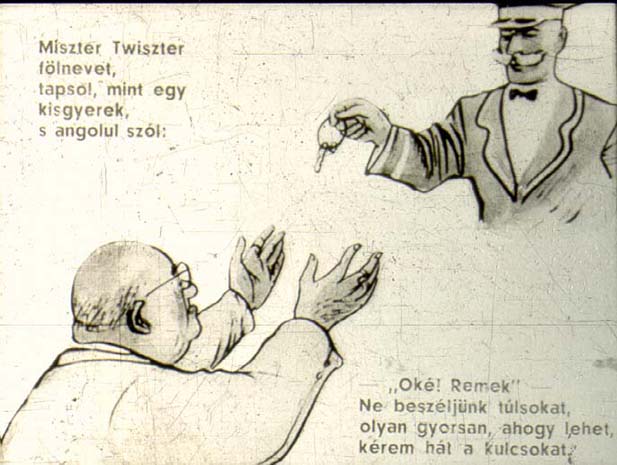 Miszter Twiszter
fölnevet,
tapsol, mint egy
kisgyerek,
s angolul szól:
„Oké! Remek"
Ne beszéljünk túlsokat,
olyan gyorsan, ahogy lehet,
kérem hát a kulcsokat.